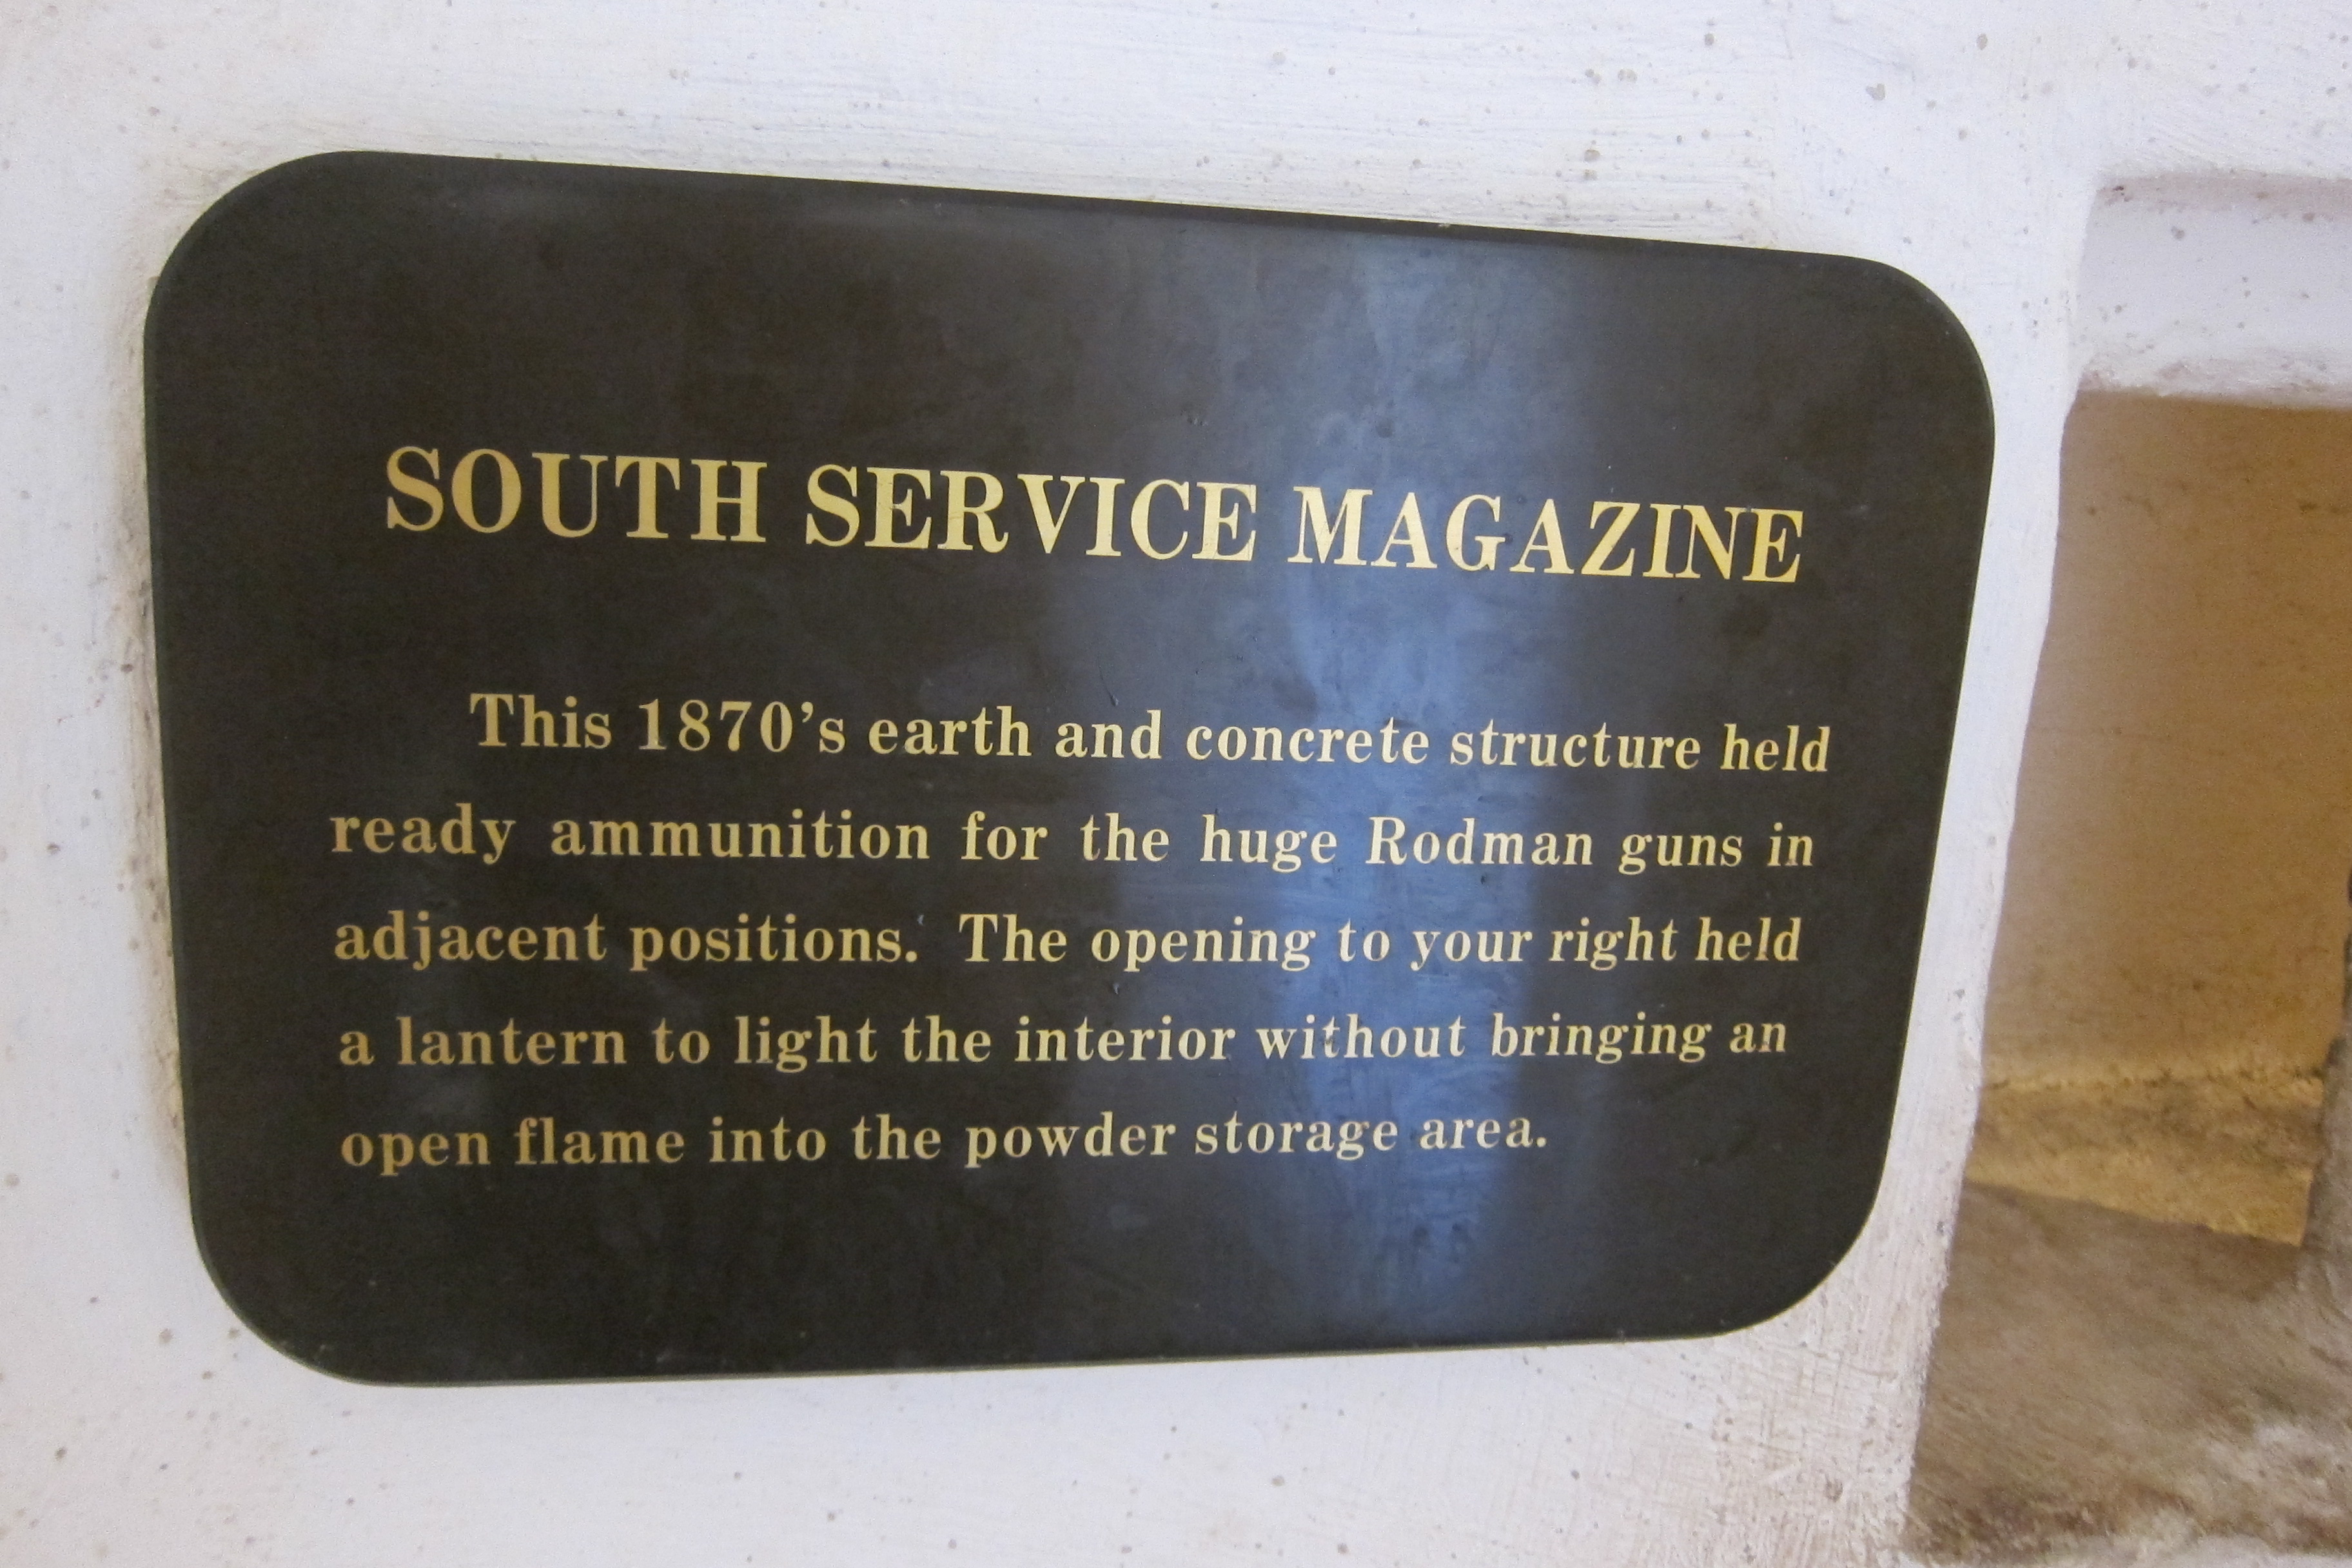 SOUTH SERVICE MAGAZINE
This 1870's earth and concrete structure held
ready ammunition for the huge Rodman guns in
adjacent positions. The opening to your right held
a lantern to light the interior without bringing an
open flame into the powder storage area.